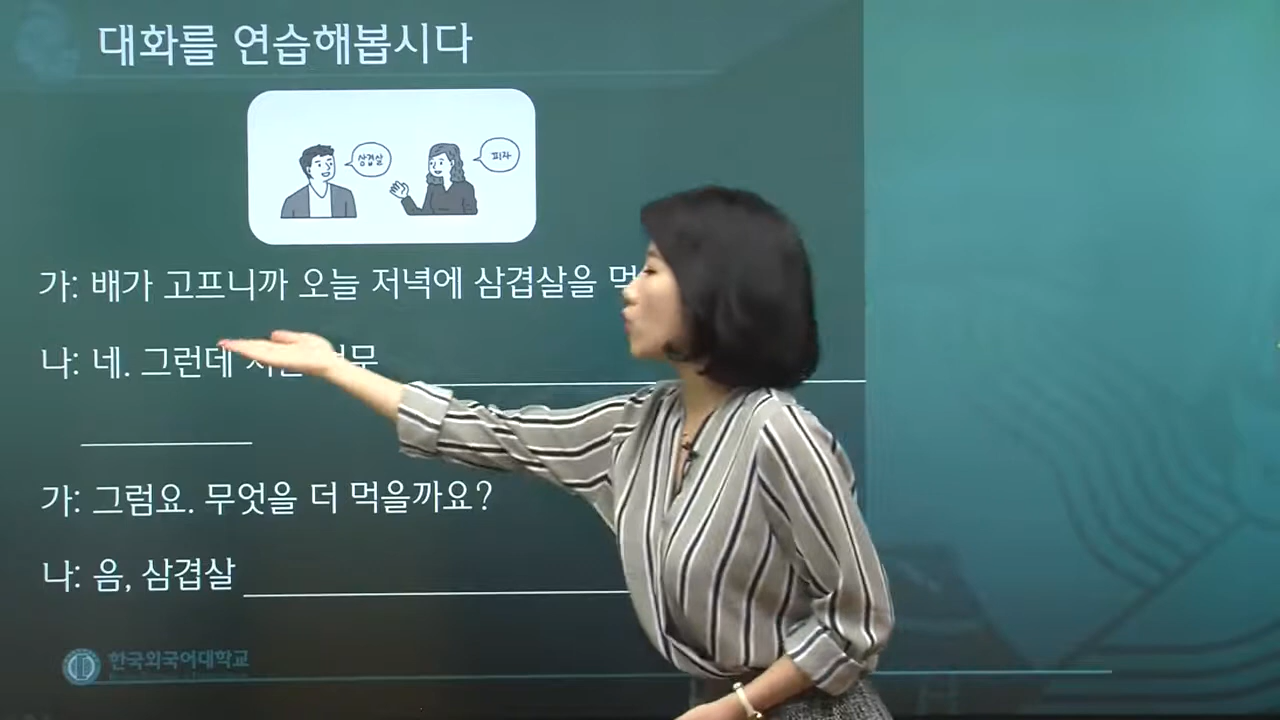 대화를 연습해봅시다
삼겹살
피자
가: 배가 고프니까 오늘 저녁에 삼겹살을
나: 네. 그런데
가: 그럼요. 무엇을 더 먹을까요?
나: 음, 삼겹살
한국외국어대학교